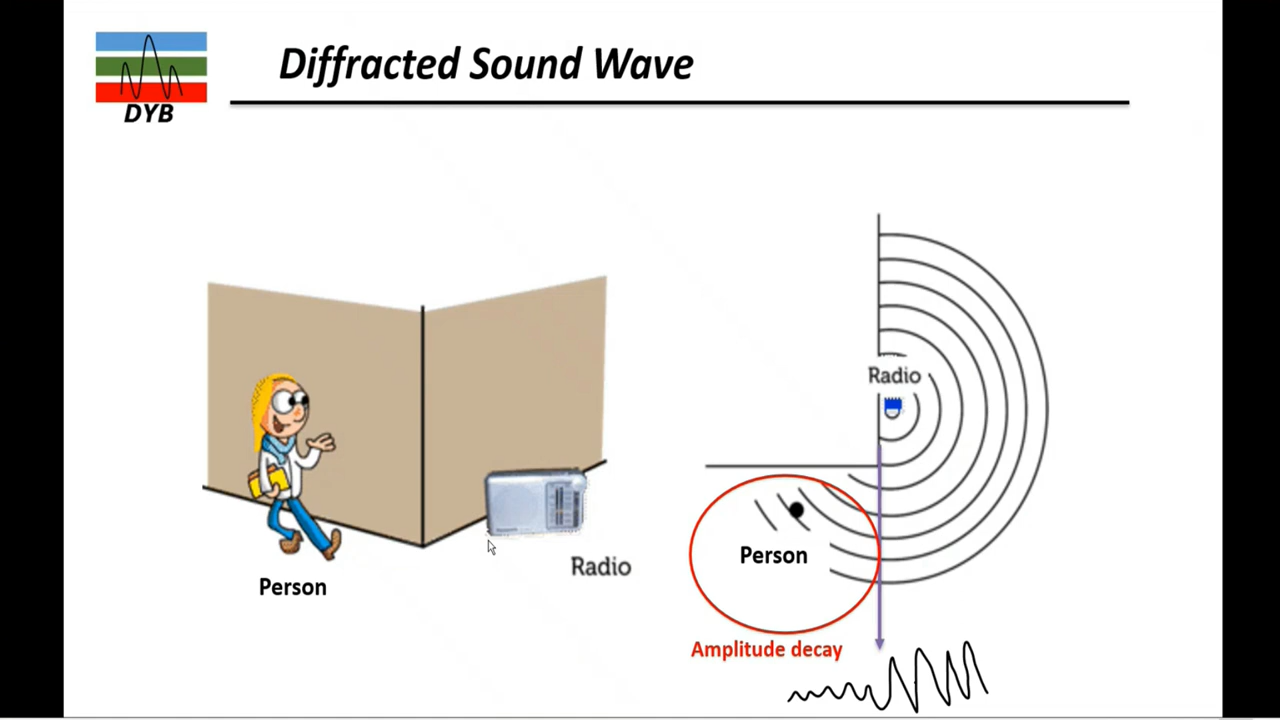 DYB
Diffracted Sound Wave
Radio
Person
Radio
Person
Amplitude decay